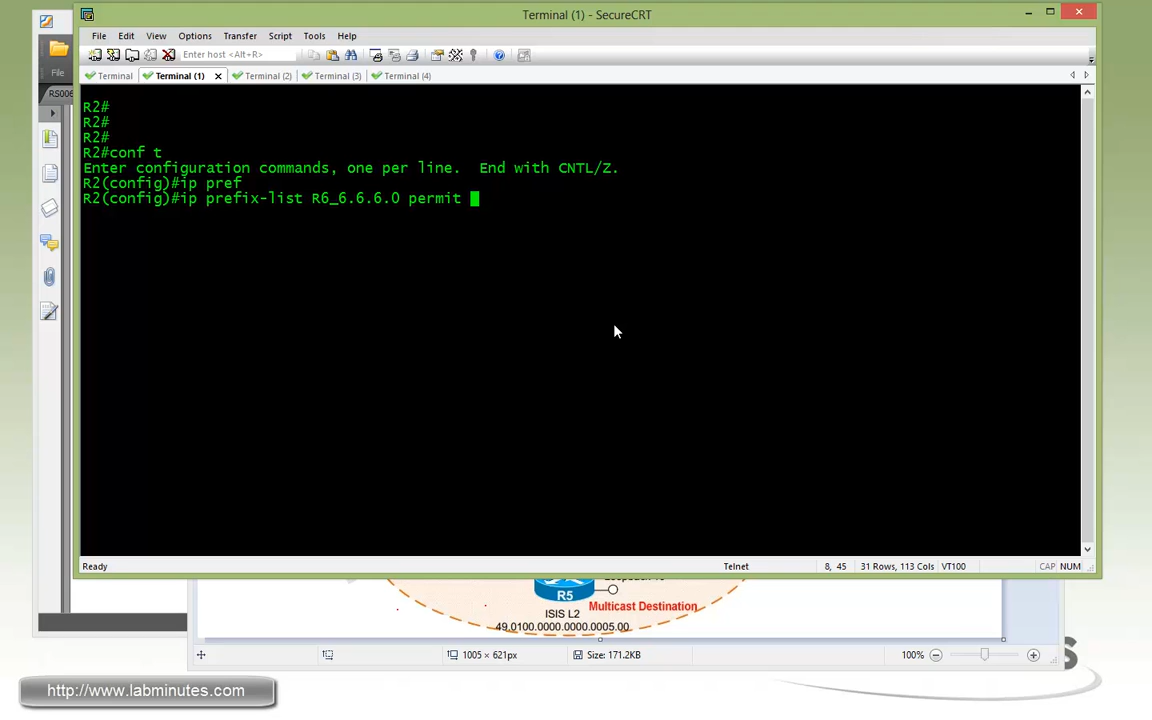 Terminal (1) - SecureCRT
File Edit View Options Transfer Script Tools Help
Enter host <Alt+R>
File
Terminal Terminal (1) Terminal (2) Terminal (3) Terminal (4)
RS006
R2#
R2#
R2#
R2#conf t
Enter configuration commands, one per line.  End with CNTL/Z.
R2(config)#ip pref
R2(config)#ip prefix-list R6_6.6.6.0 permit
Ready Telnet 8, 45 31 Rows, 113 Cols VT100 CAP NUM
R5
Multicast Destination
ISIS L2
49.0100.0000.0000.0005.00
1005 × 621px Size: 171.2KB 100%
http://www.labminutes.com